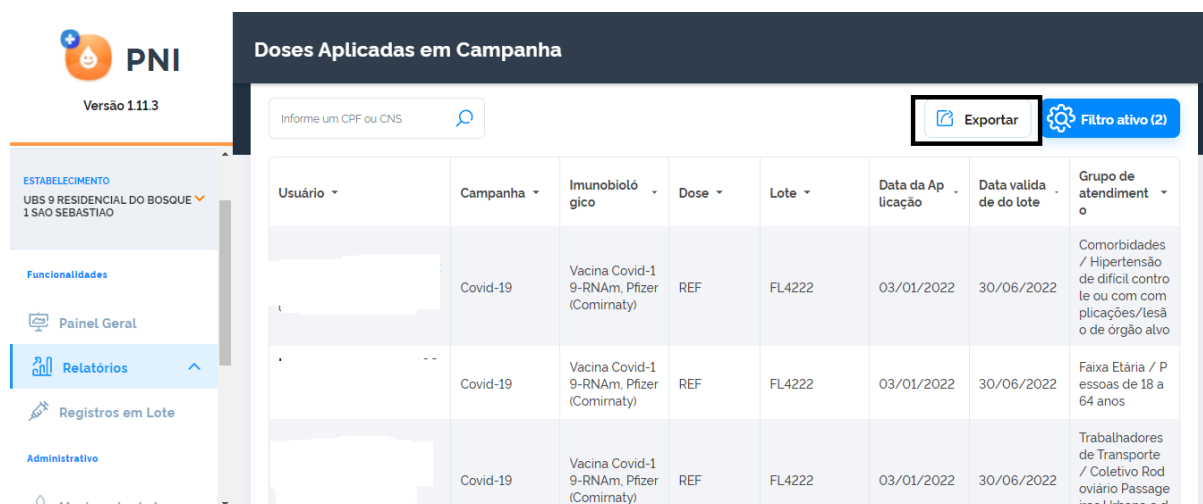 PNI
Versão 1.11.3
ESTABELECIMENTO
UBS 9 RESIDENCIAL DO BOSQUE
1 SAO SEBASTIAO
Funcionalidades
Painel Geral
Relatórios
Registros em Lote
Administrativo
Doses Aplicadas em Campanha
Informe um CPF ou CNS
Exportar
Filtro ativo (2)
Usuário
Campanha
Imunobioló
gico
Dose
Lote
Data da Ap
licação
Data valida
de do lote
Grupo de
atendiment
o
Covid-19
Vacina Covid-1
9-RNAm, Pfizer
(Comirnaty)
REF
FL4222
03/01/2022
30/06/2022
Comorbidades
/ Hipertensão
de difícil contro
le ou com com
plicações/lesã
o de órgão alvo
Covid-19
Vacina Covid-1
9-RNAm, Pfizer
(Comirnaty)
REF
FL4222
03/01/2022
30/06/2022
Faixa Etária / P
essoas de 18 a
64 anos
Covid-19
Vacina Covid-1
9-RNAm, Pfizer
(Comirnaty)
REF
FL4222
03/01/2022
30/06/2022
Trabalhadores
de Transporte
/ Coletivo Rod
oviário Passage